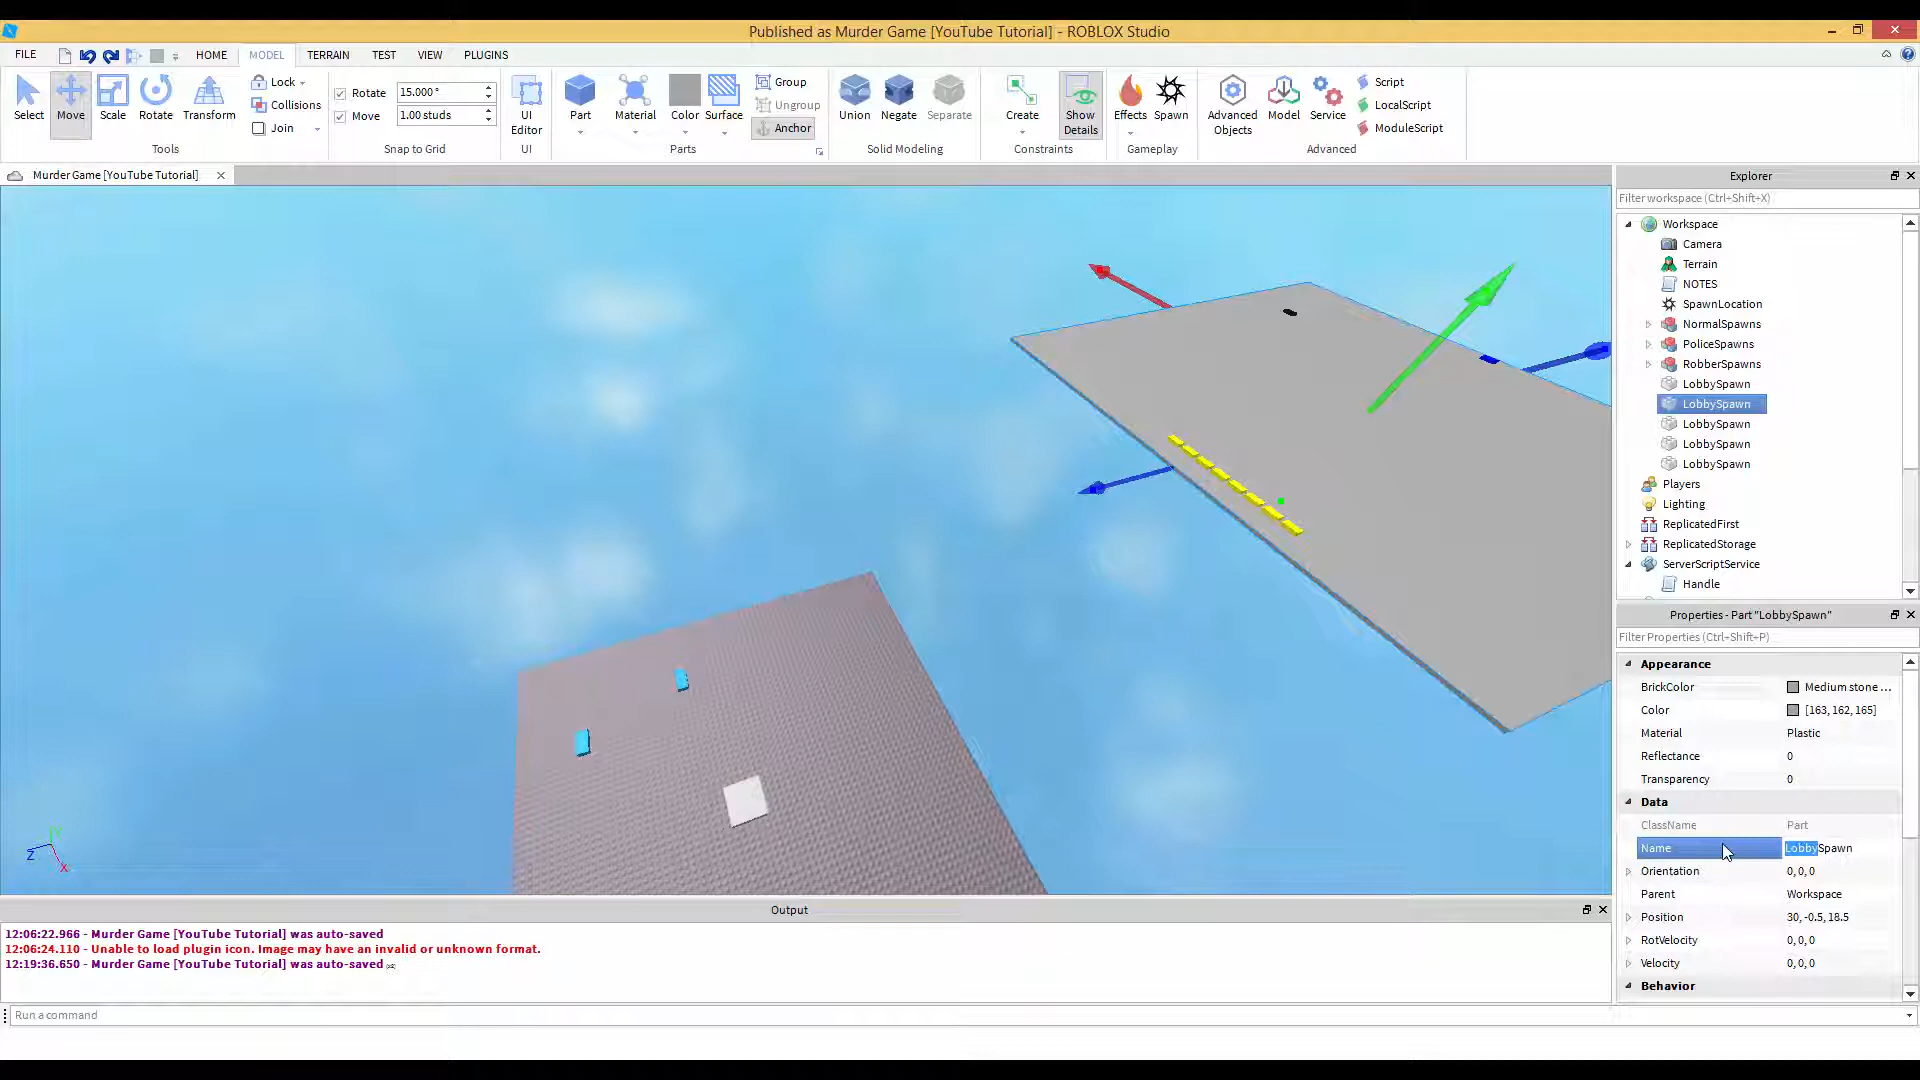 Published as Murder Game [YouTube Tutorial] - ROBLOX Studio
FILE HOME MODEL TERRAIN TEST VIEW PLUGINS
Select Move Scale Rotate Transform
Lock
Collisions
Join
Tools
Rotate 15.000 °
Move 1.00 studs
Snap to Grid
UI Editor
UI
Part Material Color Surface
Group
Ungroup
Anchor
Parts
Union Negate Separate
Solid Modeling
Create Show Details
Constraints
Effects Spawn
Gameplay
Advanced Objects Model Service
Script
LocalScript
ModuleScript
Advanced
Murder Game [YouTube Tutorial]
Explorer
Filter workspace (Ctrl+Shift+X)
Workspace
Camera
Terrain
NOTES
SpawnLocation
NormalSpawns
PoliceSpawns
RobberSpawns
LobbySpawn
LobbySpawn
LobbySpawn
LobbySpawn
LobbySpawn
Players
Lighting
ReplicatedFirst
ReplicatedStorage
ServerScriptService
Handle
Properties - Part "LobbySpawn"
Filter Properties (Ctrl+Shift+P)
Appearance
BrickColor Medium stone ...
Color [163, 162, 165]
Material Plastic
Reflectance 0
Transparency 0
Data
ClassName Part
Name LobbySpawn
Orientation 0, 0, 0
Parent Workspace
Position 30, -0.5, 18.5
RotVelocity 0, 0, 0
Velocity 0, 0, 0
Behavior
Y
Z
X
Output
12:06:22.966 - Murder Game [YouTube Tutorial] was auto-saved
12:06:24.110 - Unable to load plugin icon. Image may have an invalid or unknown format.
12:19:36.650 - Murder Game [YouTube Tutorial] was auto-saved (x2)
Run a command